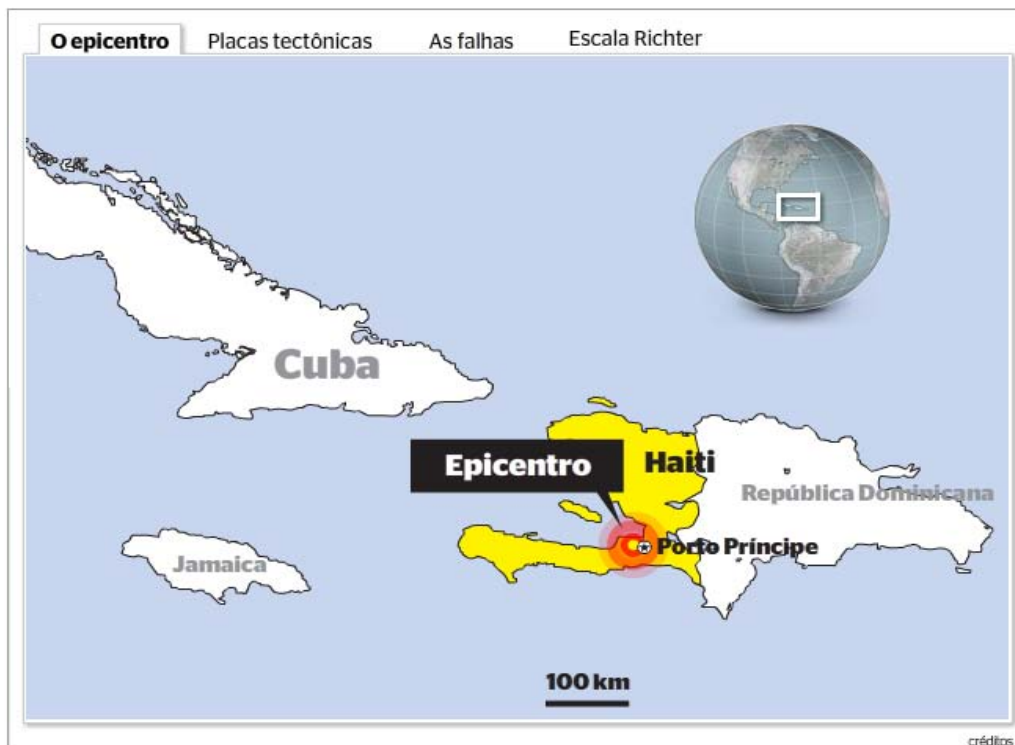 O epicentro Placas tectônicas As falhas Escala Richter
Cuba
Epicentro
Haiti
República Dominicana
Porto Príncipe
Jamaica
100 km
créditos